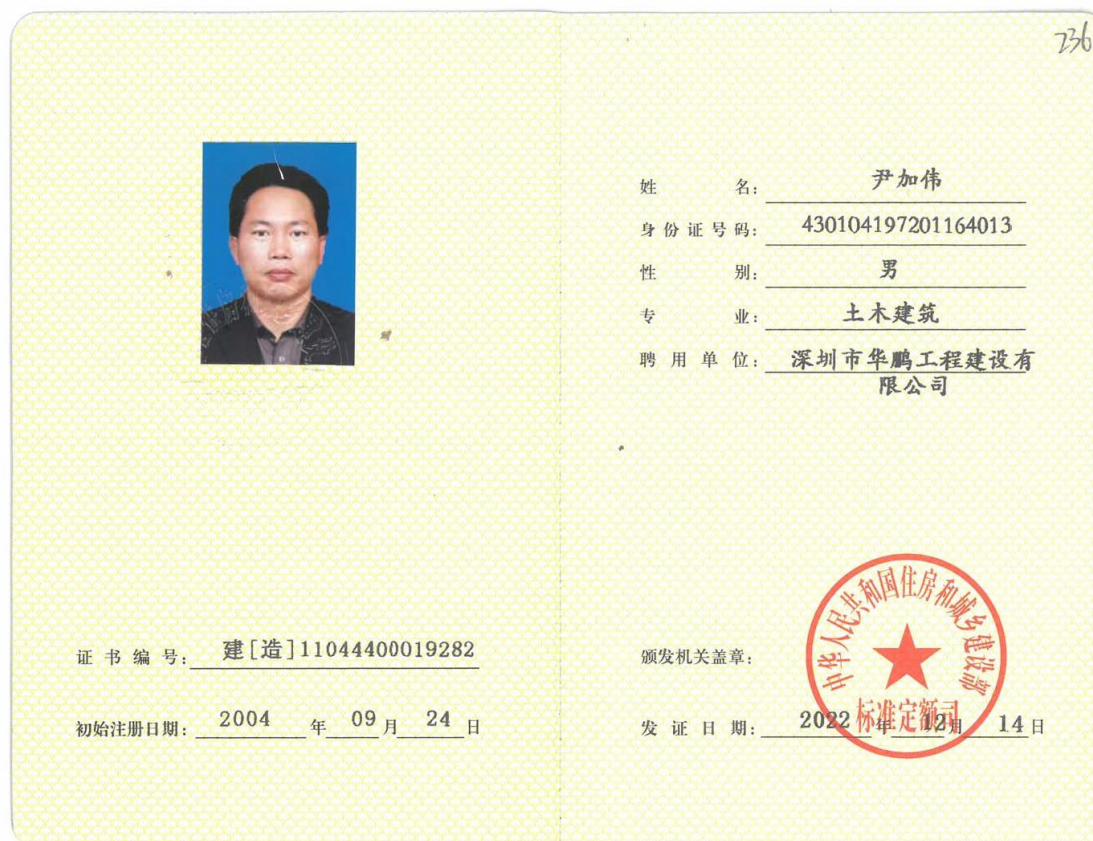 236
姓 名: 尹加伟
身份证号码: 430104197201164013
性 别: 男
专 业: 土木建筑
聘用单位: 深圳市华鹏工程建设有
限公司
证书编号: 建[造]11044400019282
初始注册日期: 2004 年 09 月 24 日
颁发机关盖章:
中华人民共和国住房和城乡建设部
标准定额司
发证日期: 2022 年 12 月 14 日